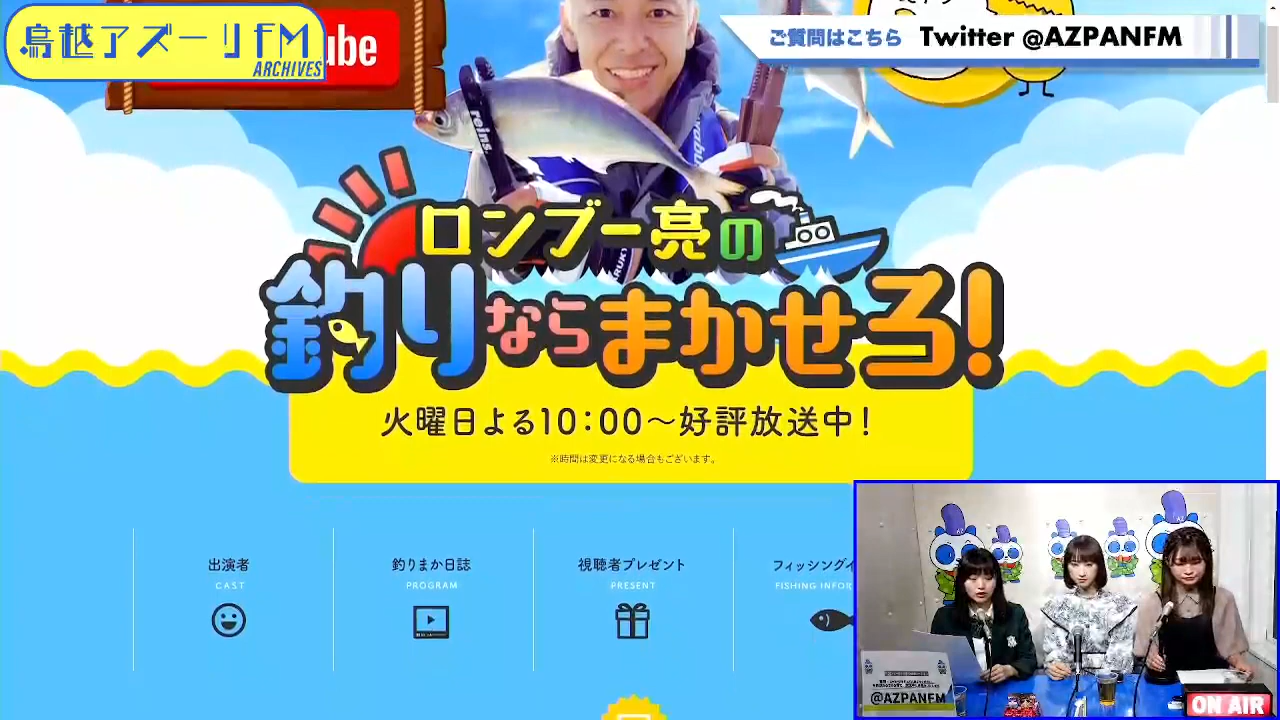 鳥越アズーリFM
ARCHIVES
ube
ご質問はこちら Twitter @AZPANFM
reins.
ロンブー亮の
釣りならまかせろ!
火曜日よる10:00～好評放送中!
※時間は変更になる場合もございます。
出演者
CAST
釣りまか日誌
PROGRAM
視聴者プレゼント
PRESENT
フィッシングイ
FISHING INFOR
@AZPANFM
ON AIR